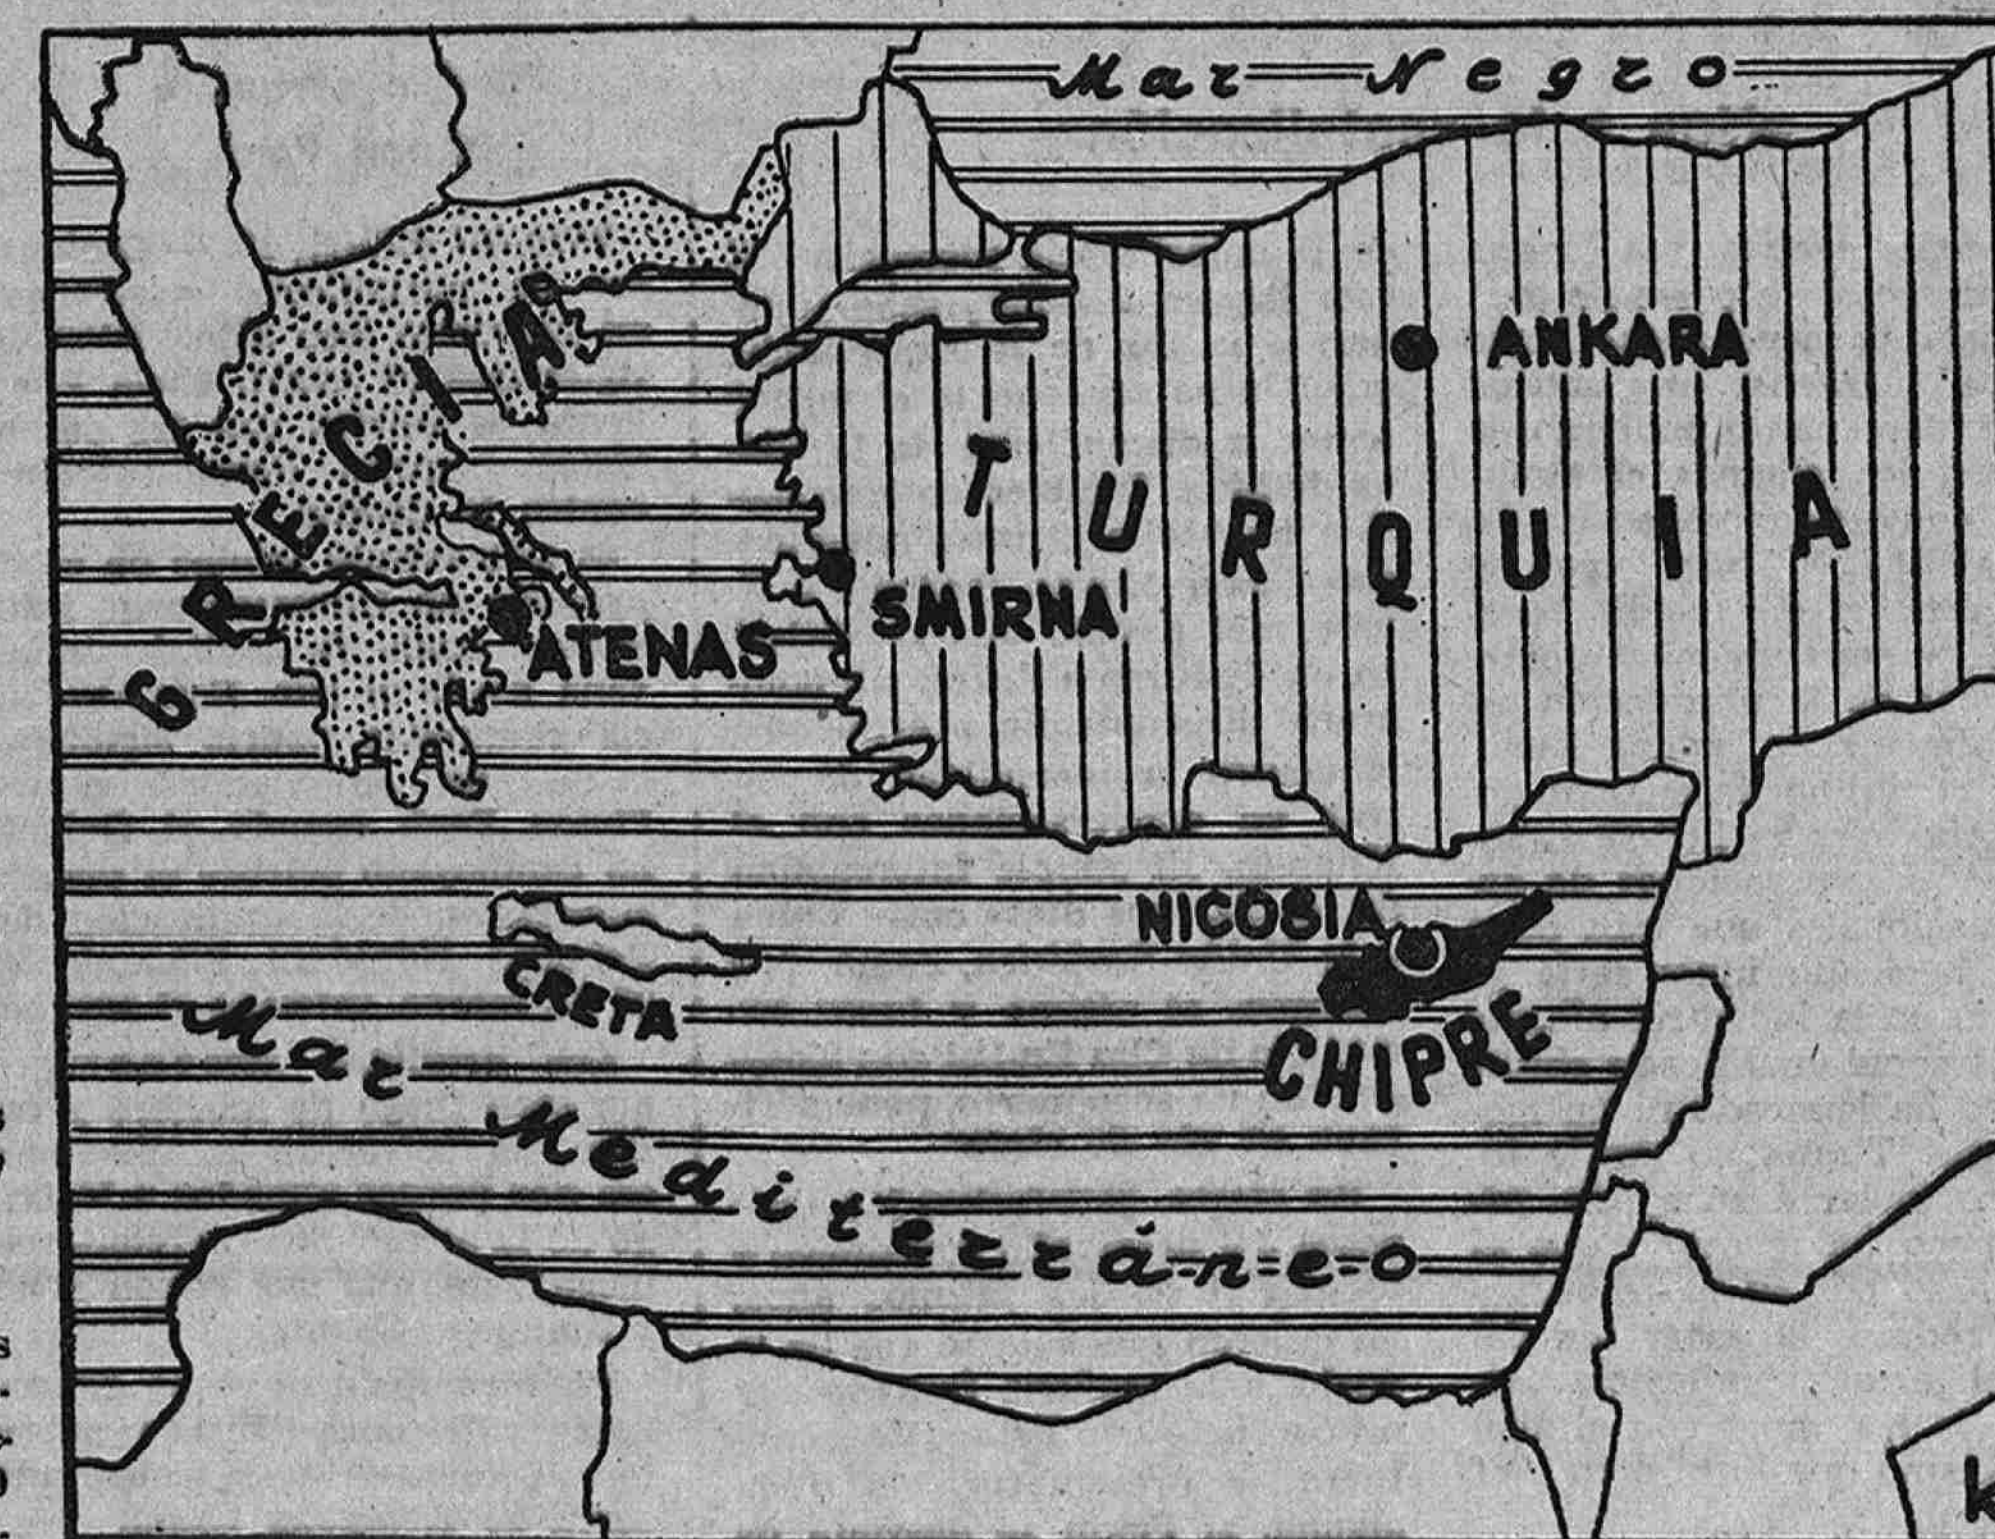 Mar Negro
GRECIA
ANKARA
TURQUIA
SMIRNA
ATENAS
NICOSIA
CRETA
CHIPRE
Mar Mediterráneo
K